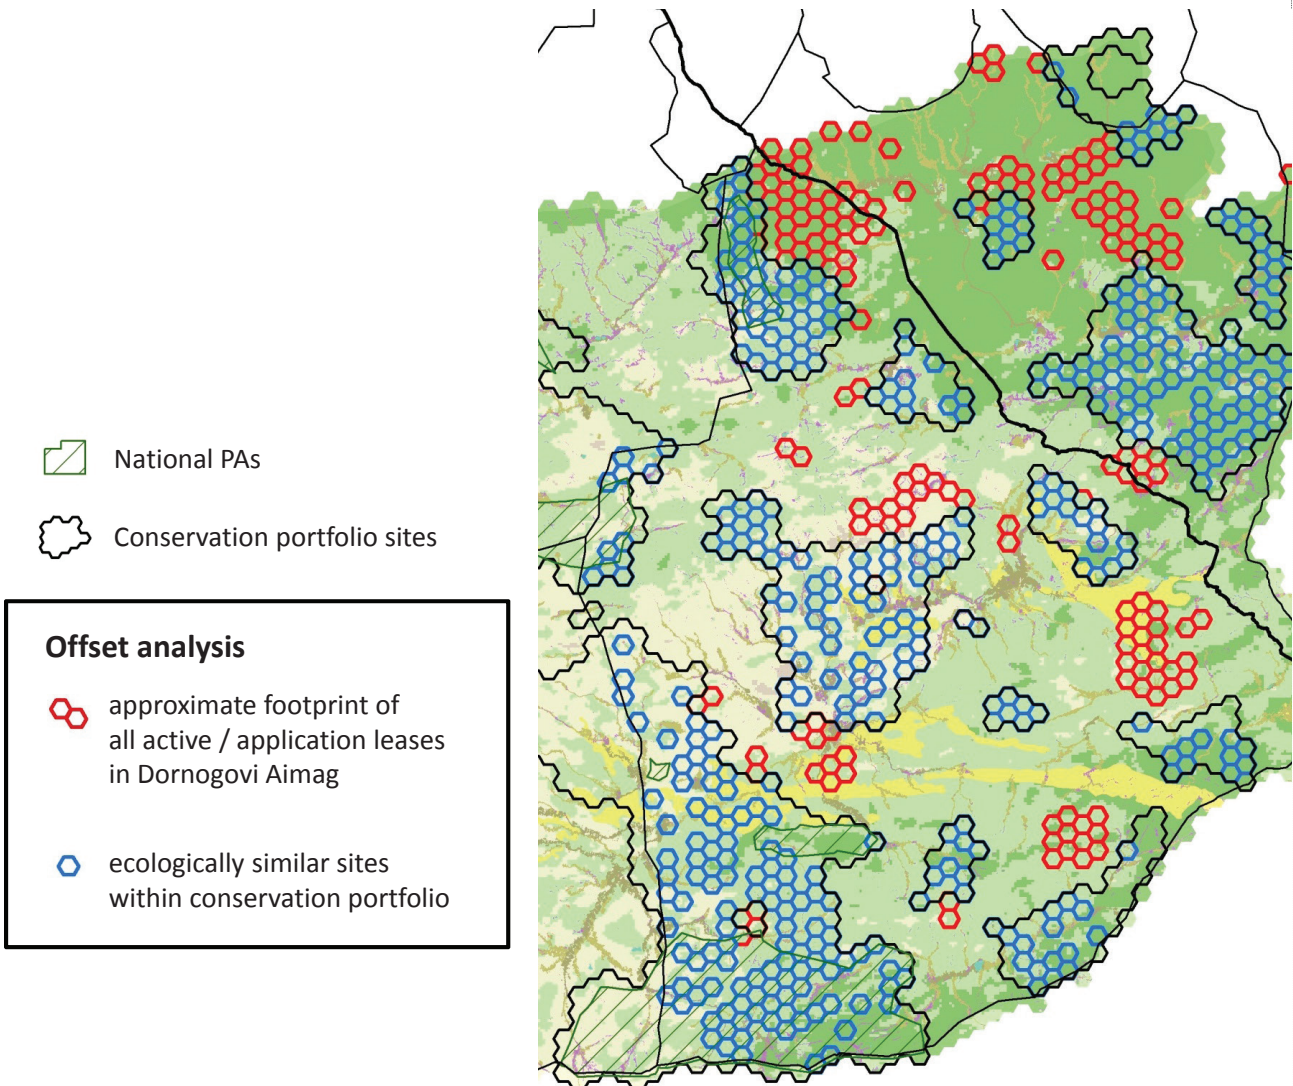 National PAs
Conservation portfolio sites
Offset analysis
approximate footprint of
all active / application leases
in Dornogovi Aimag
ecologically similar sites
within conservation portfolio